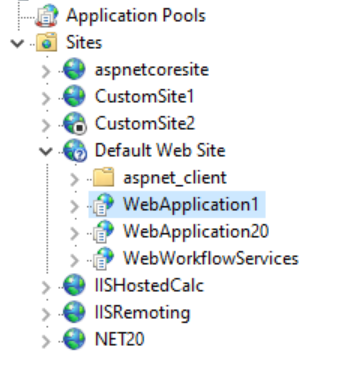 Application Pools
Sites
aspnetcoresite
CustomSite1
CustomSite2
Default Web Site
aspnet_client
WebApplication1
WebApplication20
WebWorkflowServices
IISHostedCalc
IISRemoting
NET20